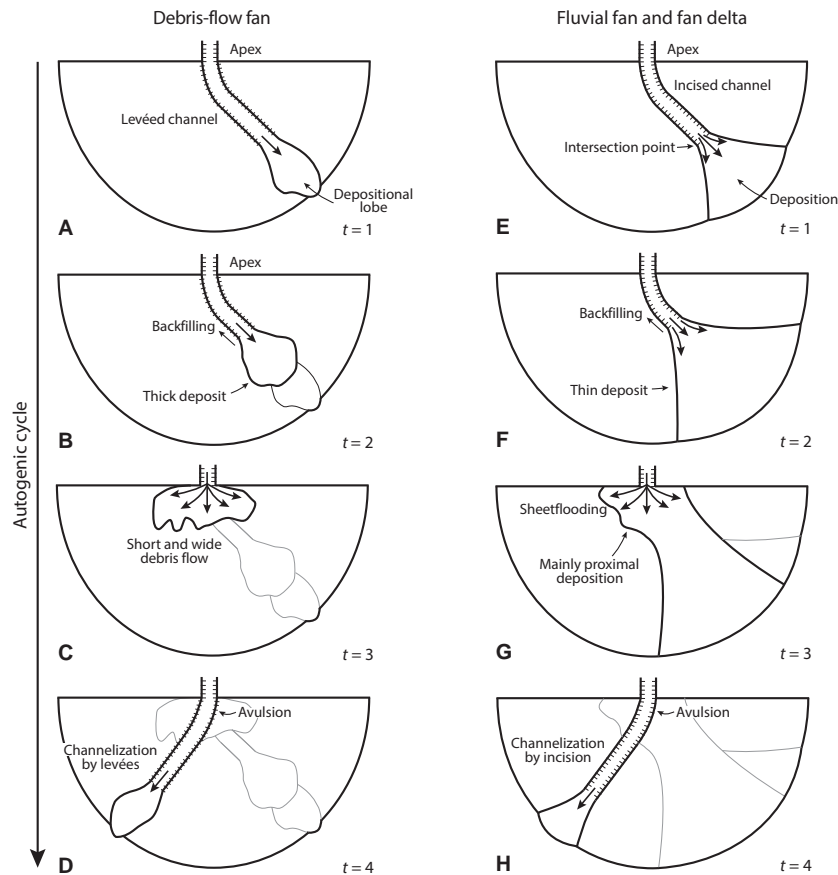 Debris-flow fan
Fluvial fan and fan delta
Autogenic cycle
Apex
Levéed channel
Depositional
lobe
A
t = 1
Apex
Incised channel
Intersection point
Deposition
E
t = 1
Apex
Backfilling
Thick deposit
B
t = 2
Backfilling
Thin deposit
F
t = 2
Short and wide
debris flow
C
t = 3
Sheetflooding
Mainly proximal
deposition
G
t = 3
Avulsion
Channelization
by levées
D
t = 4
Avulsion
Channelization
by incision
H
t = 4